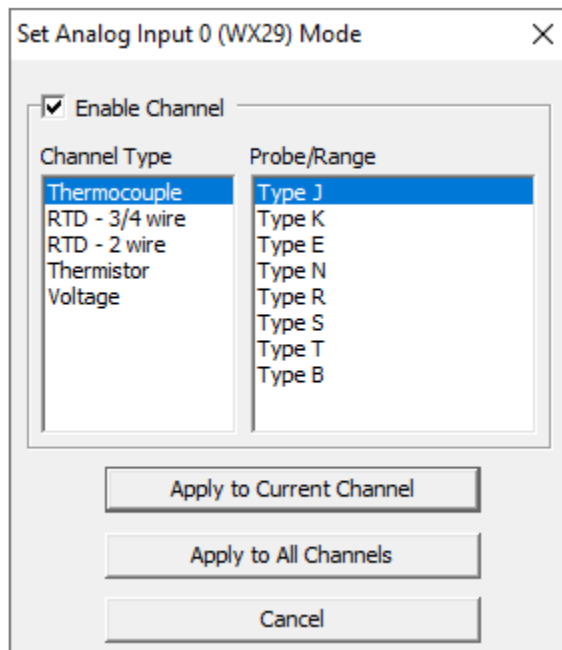 Set Analog Input 0 (WX29) Mode
Enable Channel
Channel Type
Thermocouple
RTD - 3/4 wire
RTD - 2 wire
Thermistor
Voltage
Probe/Range
Type J
Type K
Type E
Type N
Type R
Type S
Type T
Type B
Apply to Current Channel
Apply to All Channels
Cancel